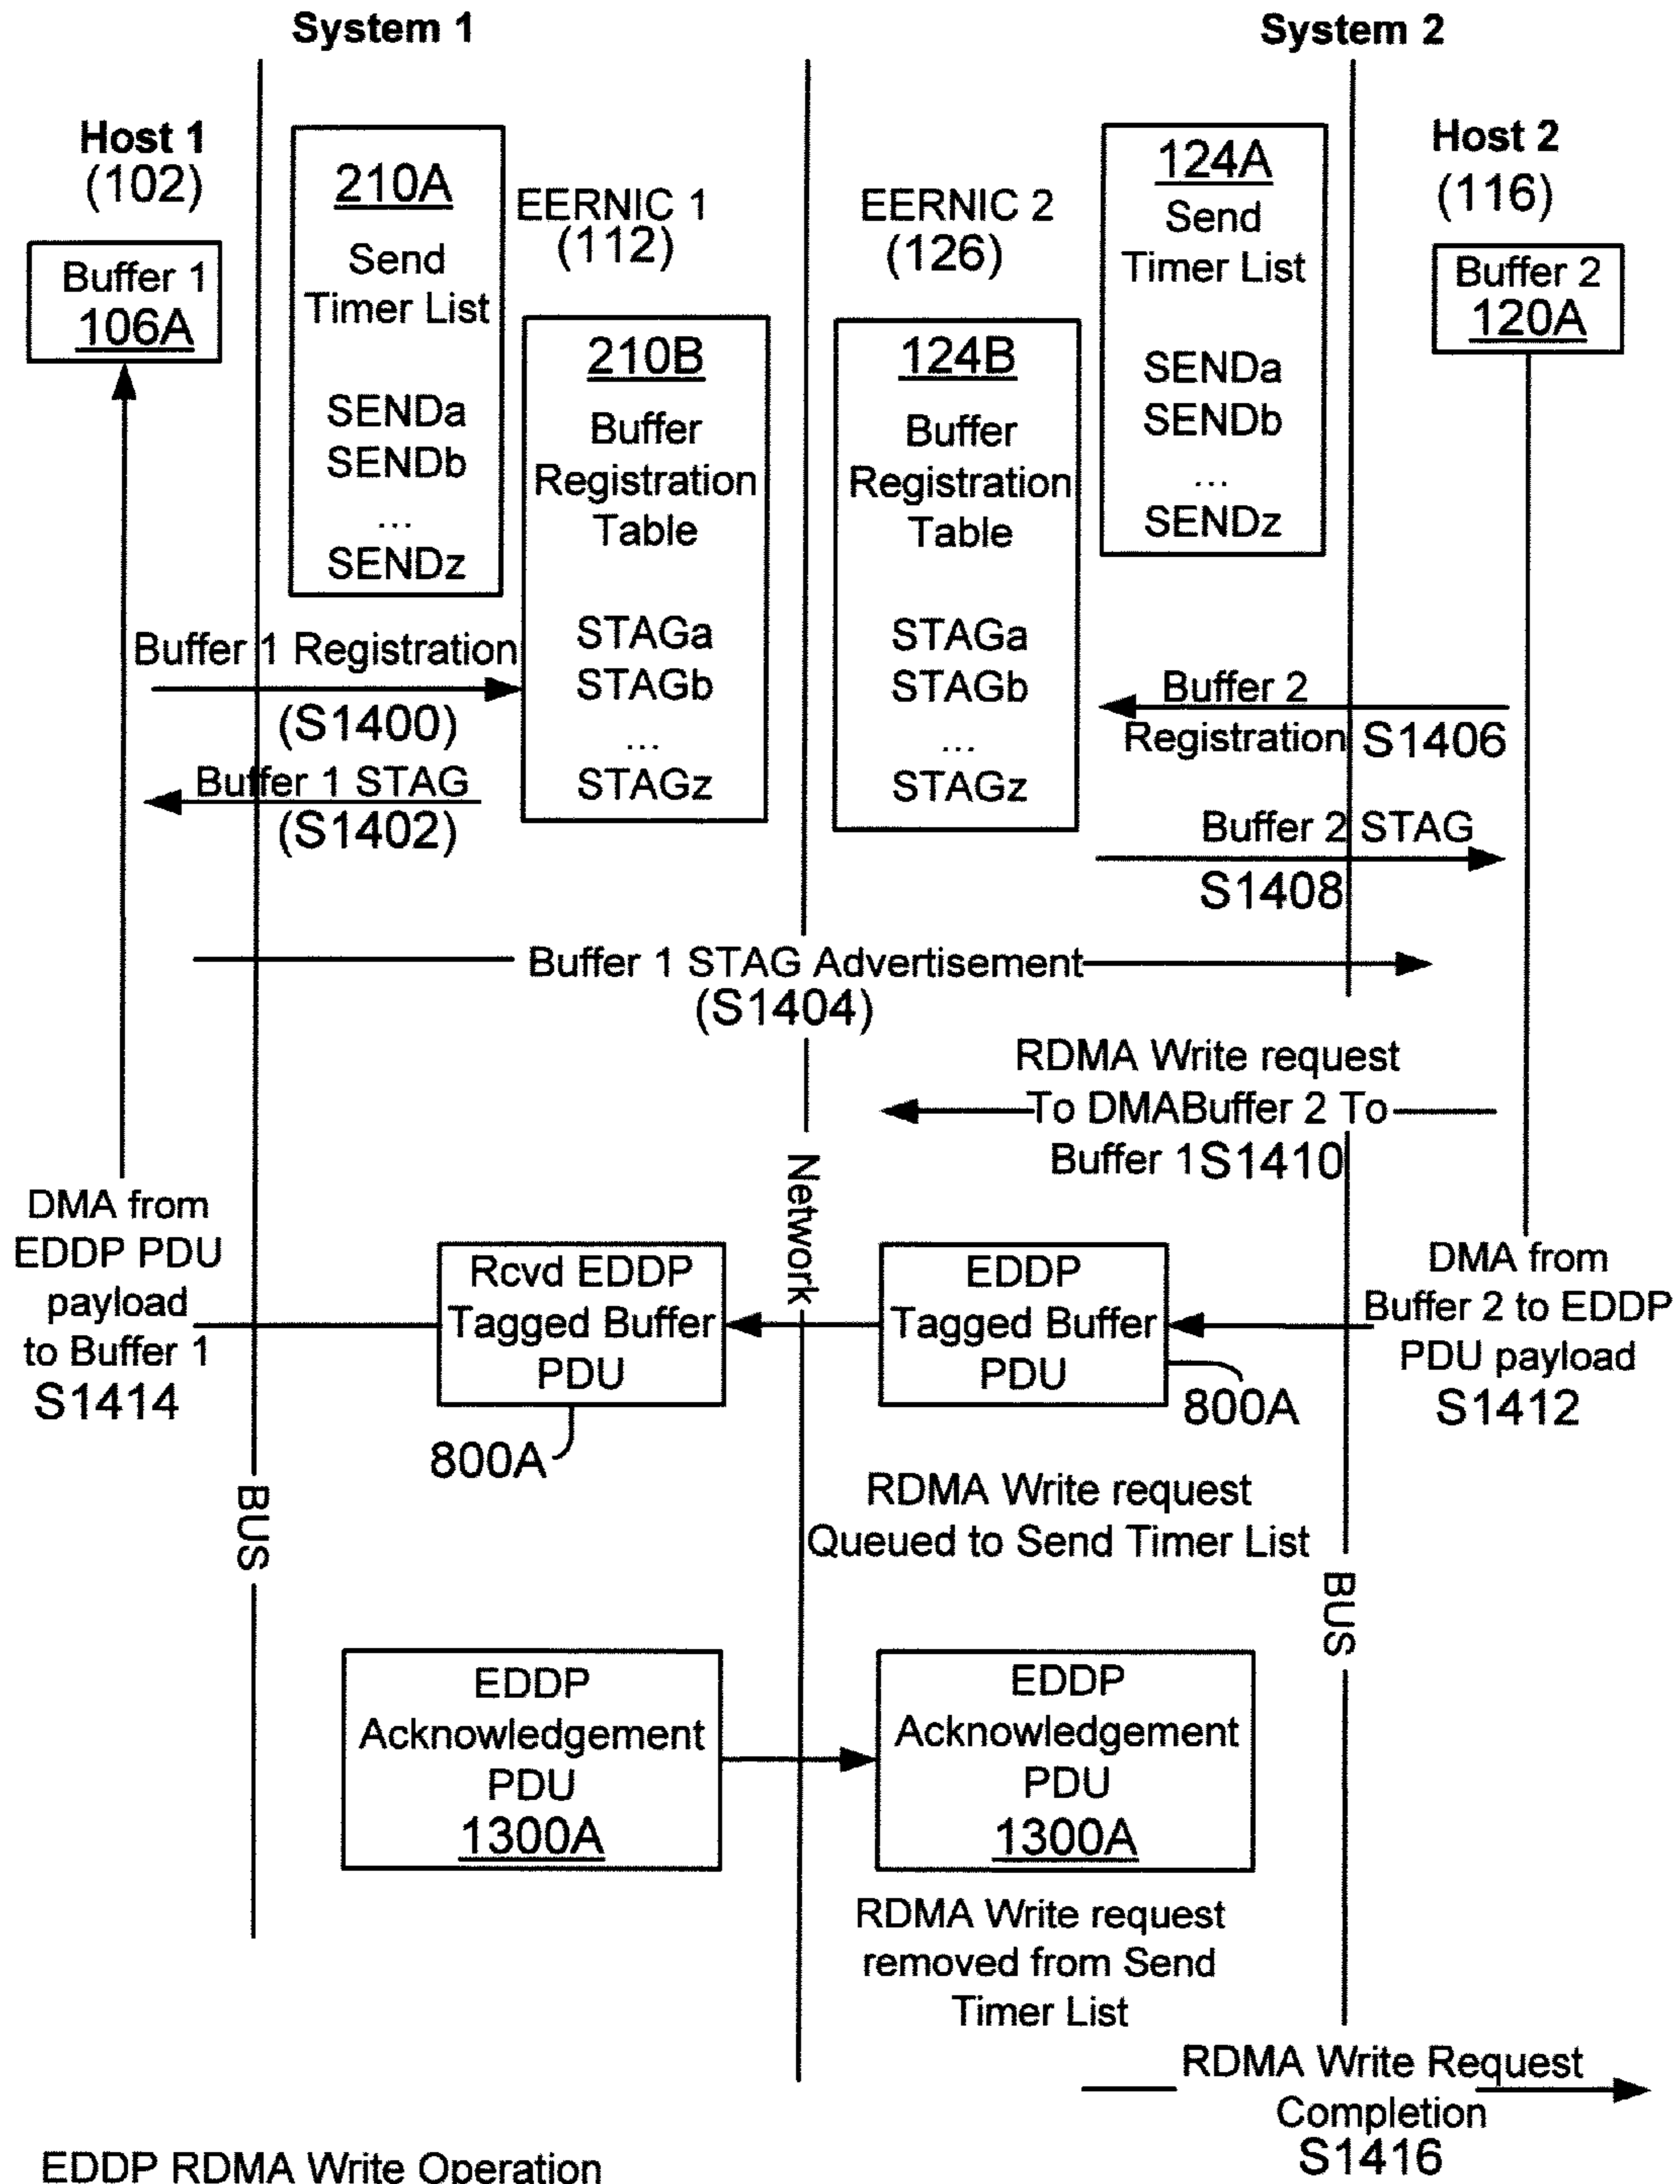 System 1
System 2
Host 1
(102)
Buffer 1
106A
210A
Send
Timer List
SENDa
SENDb
...
SENDz
EERNIC 1
(112)
210B
Buffer
Registration
Table
STAGa
STAGb
...
STAGz
EERNIC 2
(126)
124B
Buffer
Registration
Table
STAGa
STAGb
...
STAGz
124A
Send
Timer List
SENDa
SENDb
...
SENDz
Host 2
(116)
Buffer 2
120A
Buffer 1 Registration
(S1400)
Buffer 1 STAG
(S1402)
Buffer 2
Registration S1406
Buffer 2 STAG
S1408
Buffer 1 STAG Advertisement
(S1404)
RDMA Write request
To DMABuffer 2 To
Buffer 1 S1410
Network
DMA from
EDDP PDU
payload
to Buffer 1
S1414
Rcvd EDDP
Tagged Buffer
PDU
800A
EDDP
Tagged Buffer
PDU
800A
DMA from
Buffer 2 to EDDP
PDU payload
S1412
BUS
RDMA Write request
Queued to Send Timer List
BUS
EDDP
Acknowledgement
PDU
1300A
EDDP
Acknowledgement
PDU
1300A
RDMA Write request
removed from Send
Timer List
RDMA Write Request
Completion
S1416
EDDP RDMA Write Operation